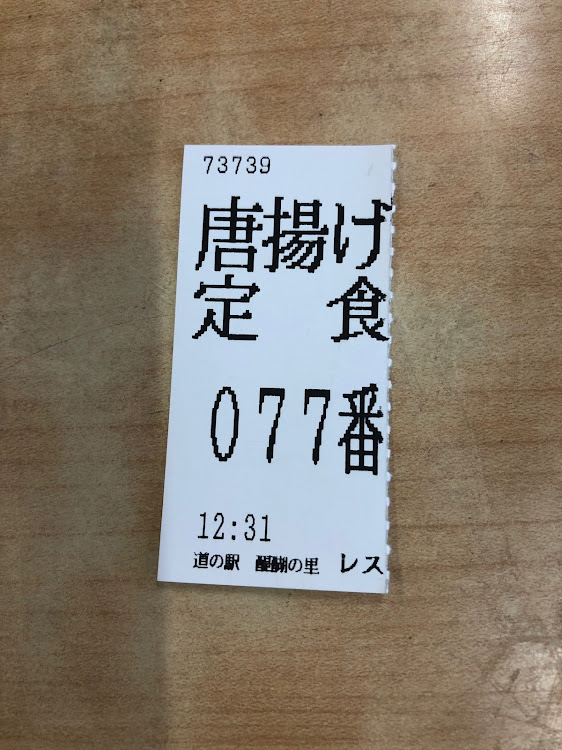 73739
唐揚げ
定 食
077番
12:31
道の駅 醍醐の里 レス